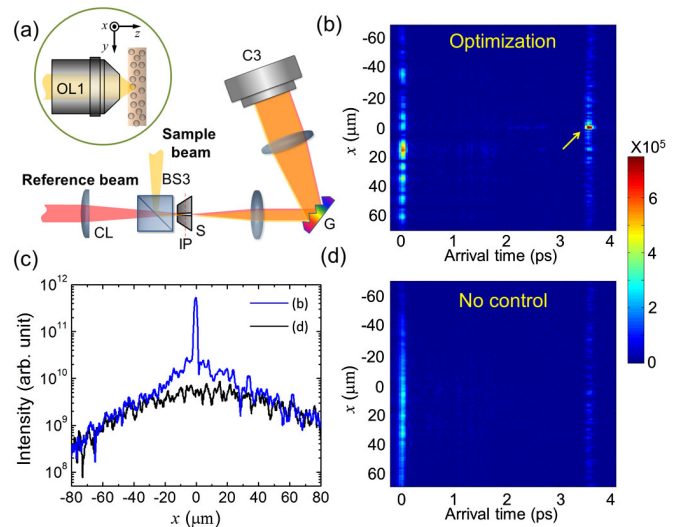 (a)
x
z
y
OL1
C3
Sample
beam
Reference beam
BS3
CL
IP
S
G
(b)
Optimization
-60
-40
-20
0
20
40
60
x (μm)
0 1 2 3 4
Arrival time (ps)
X10⁵
6
4
2
0
(c)
10¹²
10¹¹
10¹⁰
10⁹
10⁸
Intensity (arb. unit)
(b)
(d)
-80 -60 -40 -20 0 20 40 60 80
x (μm)
(d)
No control
-60
-40
-20
0
20
40
60
x (μm)
0 1 2 3 4
Arrival time (ps)